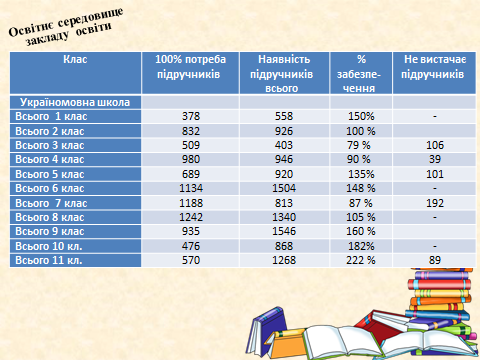 Освітнє середовище
закладу освіти
Клас 100% потреба підручників Наявність підручників всього % забезпе-чення Не вистачає підручників
Україномовна школа
Всього 1 клас 378 558 150% -
Всього 2 клас 832 926 100 %
Всього 3 клас 509 403 79 % 106
Всього 4 клас 980 946 90 % 39
Всього 5 клас 689 920 135% 101
Всього 6 клас 1134 1504 148 % -
Всього 7 клас 1188 813 87 % 192
Всього 8 клас 1242 1340 105 % -
Всього 9 клас 935 1546 160 %
Всього 10 кл. 476 868 182% -
Всього 11 кл. 570 1268 222 % 89